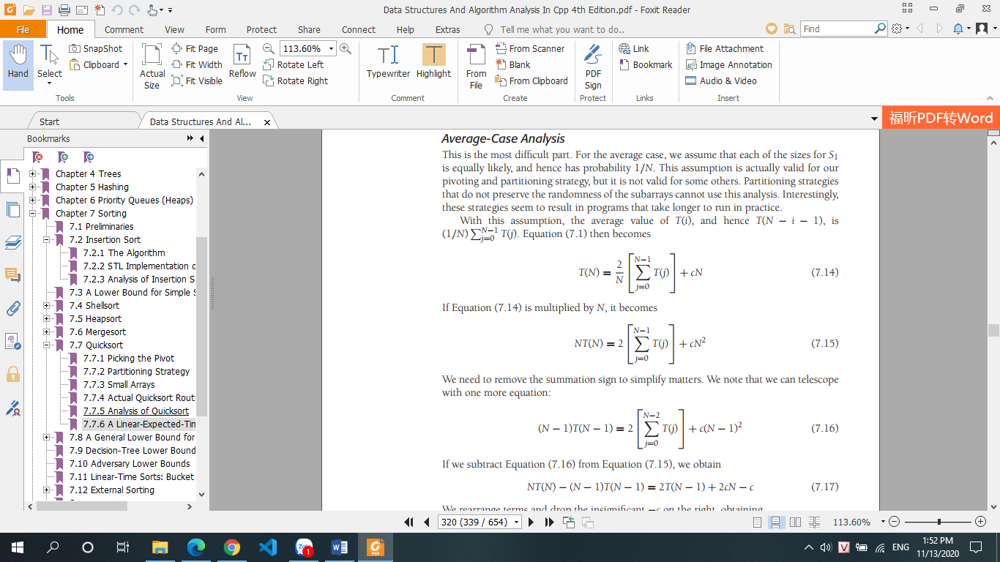 Data Structures And Algorithm Analysis In Cpp 4th Edition.pdf - Foxit Reader
File Home Comment View Form Protect Share Connect Help Extras Tell me what you want to do.. Find
Hand
Select
SnapShot
Clipboard
Tools
Actual Size
Fit Page
Fit Width
Fit Visible
Reflow
113.60%
Rotate Left
Rotate Right
View
Typewriter
Highlight
Comment
From File
From Scanner
Blank
From Clipboard
Create
PDF Sign
Protect
Link
Bookmark
Links
File Attachment
Image Annotation
Audio & Video
Insert
Start
Data Structures And Al...
福昕PDF转Word
Bookmarks
Chapter 4 Trees
Chapter 5 Hashing
Chapter 6 Priority Queues (Heaps)
Chapter 7 Sorting
7.1 Preliminaries
7.2 Insertion Sort
7.2.1 The Algorithm
7.2.2 STL Implementation o
7.2.3 Analysis of Insertion S
7.3 A Lower Bound for Simple S
7.4 Shellsort
7.5 Heapsort
7.6 Mergesort
7.7 Quicksort
7.7.1 Picking the Pivot
7.7.2 Partitioning Strategy
7.7.3 Small Arrays
7.7.4 Actual Quicksort Rout
7.7.5 Analysis of Quicksort
7.7.6 A Linear-Expected-Tin
7.8 A General Lower Bound for
7.9 Decision-Tree Lower Bound
7.10 Adversary Lower Bounds
7.11 Linear-Time Sorts: Bucket
7.12 External Sorting
Average-Case Analysis
This is the most difficult part. For the average case, we assume that each of the sizes for S₁
is equally likely, and hence has probability 1/N. This assumption is actually valid for our
pivoting and partitioning strategy, but it is not valid for some others. Partitioning strategies
that do not preserve the randomness of the subarrays cannot use this analysis. Interestingly,
these strategies seem to result in programs that take longer to run in practice.
With this assumption, the average value of T(i), and hence T(N − i − 1), is
(1/N) ∑_{j=0}^{N−1} T(j). Equation (7.1) then becomes
T(N) = 2/N [∑_{j=0}^{N−1} T(j)] + cN (7.14)
If Equation (7.14) is multiplied by N, it becomes
NT(N) = 2 [∑_{j=0}^{N−1} T(j)] + cN² (7.15)
We need to remove the summation sign to simplify matters. We note that we can telescope
with one more equation:
(N − 1)T(N − 1) = 2 [∑_{j=0}^{N−2} T(j)] + c(N − 1)² (7.16)
If we subtract Equation (7.16) from Equation (7.15), we obtain
NT(N) − (N − 1)T(N − 1) = 2T(N − 1) + 2cN − c (7.17)
We rearrange terms and drop the insignificant −c on the right, obtaining
320 (339 / 654)
113.60%
Zalo
1
ENG
1:52 PM
11/13/2020